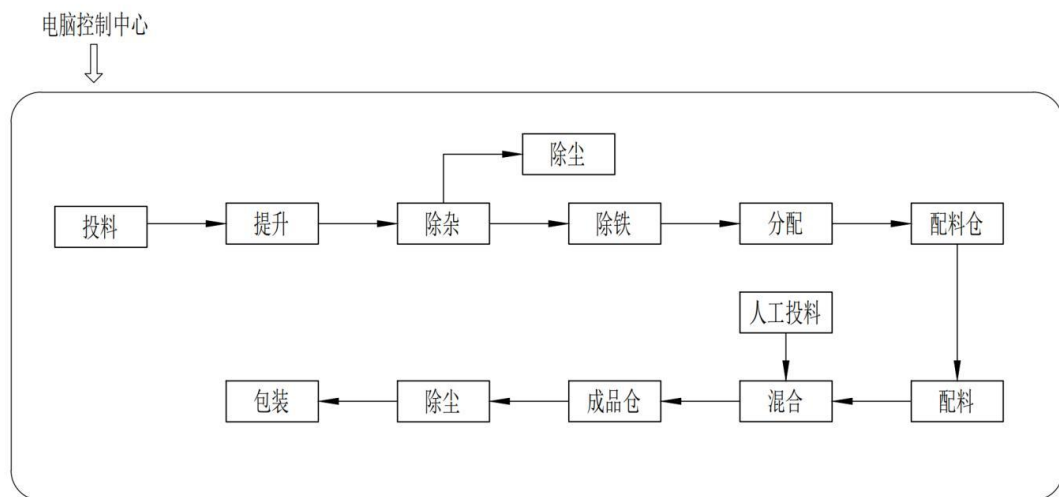 电脑控制中心
除尘
投料
提升
除杂
除铁
分配
配料仓
人工投料
包装
除尘
成品仓
混合
配料